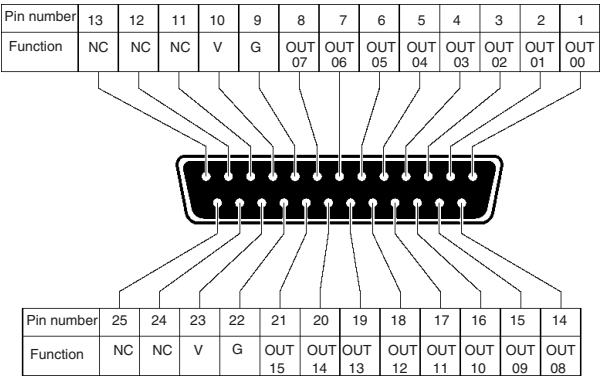 Pin number 13 12 11 10 9 8 7 6 5 4 3 2 1
Function NC NC NC V G OUT 07 OUT 06 OUT 05 OUT 04 OUT 03 OUT 02 OUT 01 OUT 00
Pin number 25 24 23 22 21 20 19 18 17 16 15 14
Function NC NC V G OUT 15 OUT 14 OUT 13 OUT 12 OUT 11 OUT 10 OUT 09 OUT 08